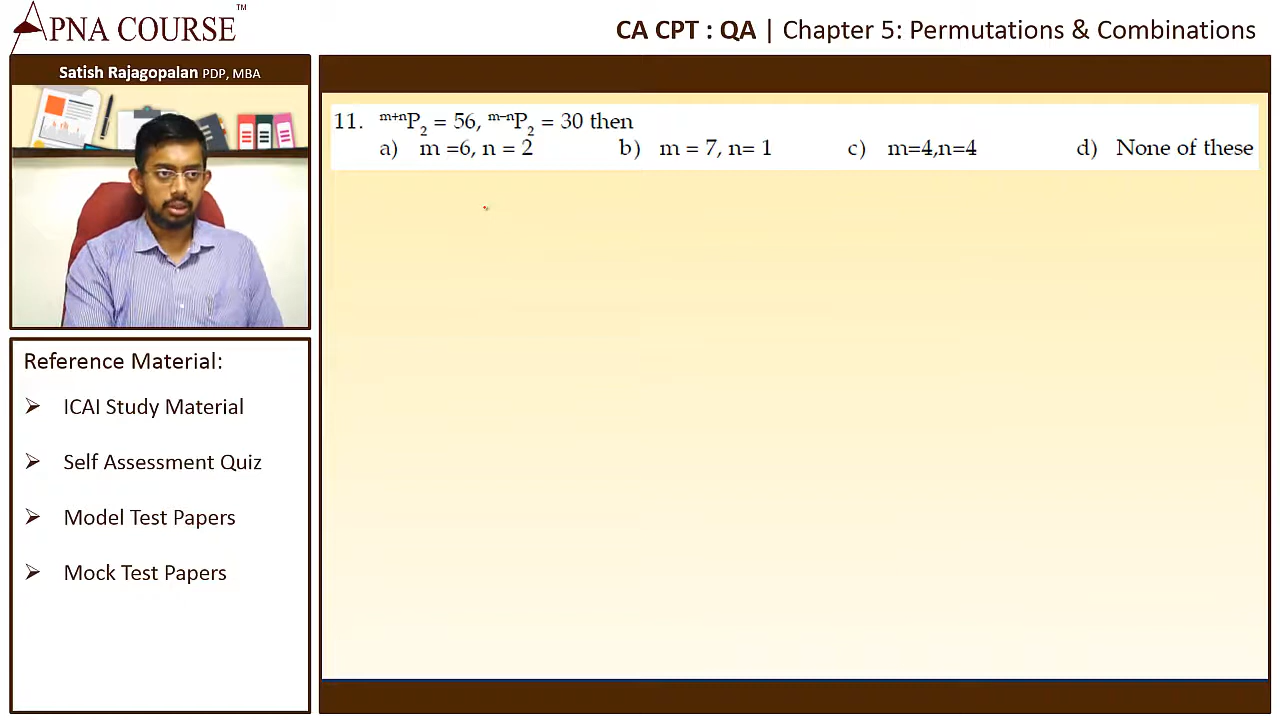 APNA COURSE™
CA CPT : QA | Chapter 5: Permutations & Combinations
Satish Rajagopalan PDP, MBA
11. ᵐ⁺ⁿP₂ = 56, ᵐ⁻ⁿP₂ = 30 then
a) m =6, n = 2 b) m = 7, n= 1 c) m=4,n=4 d) None of these
Reference Material:
➢ ICAI Study Material
➢ Self Assessment Quiz
➢ Model Test Papers
➢ Mock Test Papers